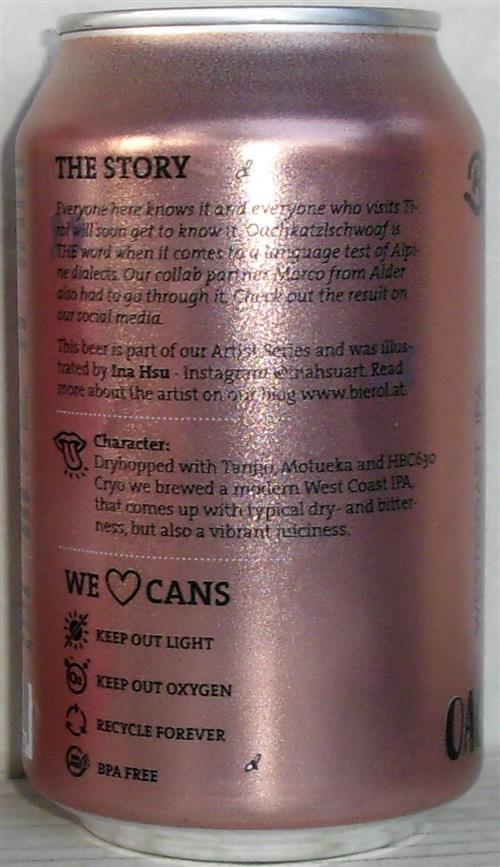 THE STORY
Everyone here knows it and everyone who visits Ti-
rol will soon get to know it. Oachkatzlschwoaf is
THE word when it comes to a language test of Alpi-
ne dialects. Our collab partner Marco from Alder
also had to go through it. Check out the result on
our social media.
This beer is part of our Artist Series and was illus-
trated by Ina Hsu - Instagram @inahsuart. Read
more about the artist on our blog www.bierol.at.
Character:
Dryhopped with Tango, Motueka and HBC630
Cryo we brewed a modern West Coast IPA,
that comes up with typical dry- and bitter-
ness, but also a vibrant juiciness.
WE ♡ CANS
KEEP OUT LIGHT
O2 KEEP OUT OXYGEN
RECYCLE FOREVER
BPA FREE
OA